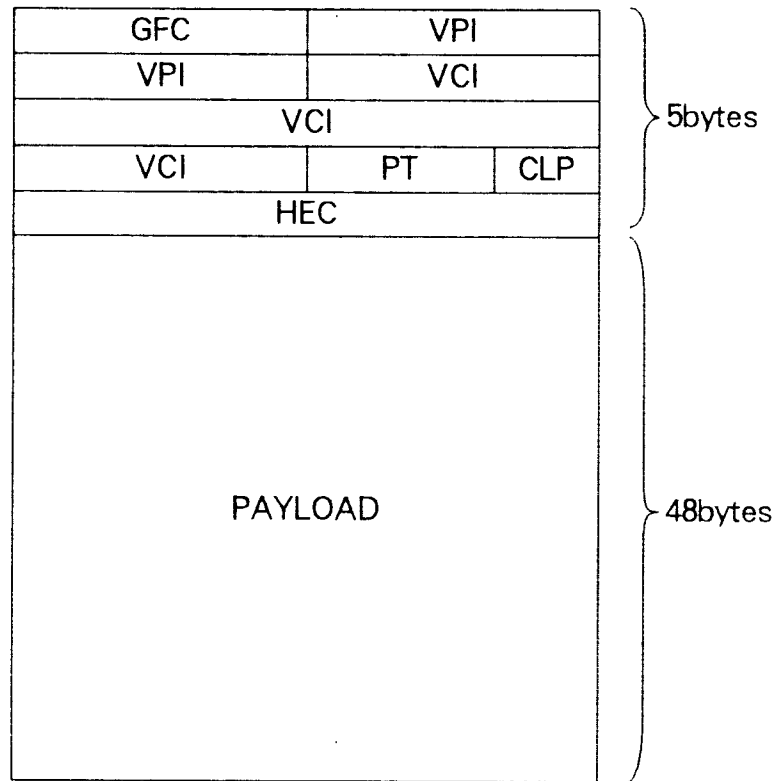 GFC VPI
VPI VCI
VCI
5bytes
VCI PT CLP
HEC
PAYLOAD
48bytes